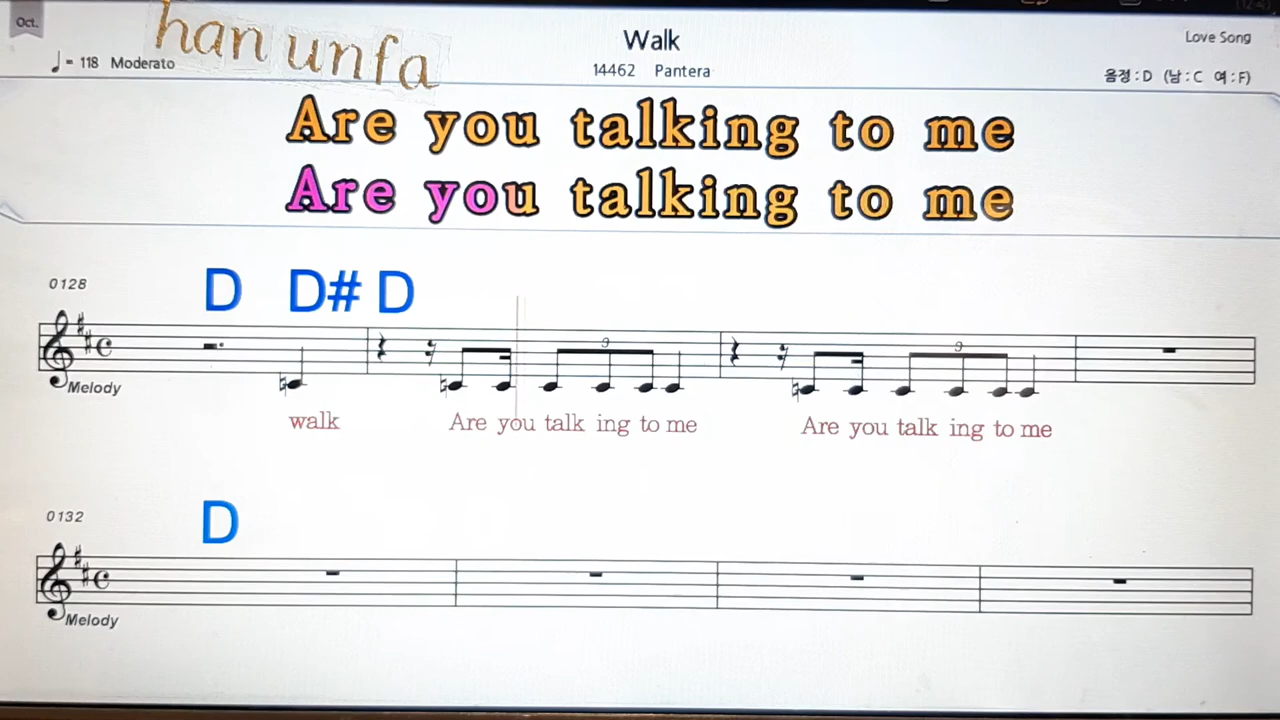 Oct.
han unfa
Walk
Love Song
♩ = 118 Moderato
14462 Pantera
음정 : D (남 : C 여 : F)
Are you talking to me
Are you talking to me
0128
D D# D
3 3
Melody
walk Are you talk ing to me Are you talk ing to me
0132
D
Melody